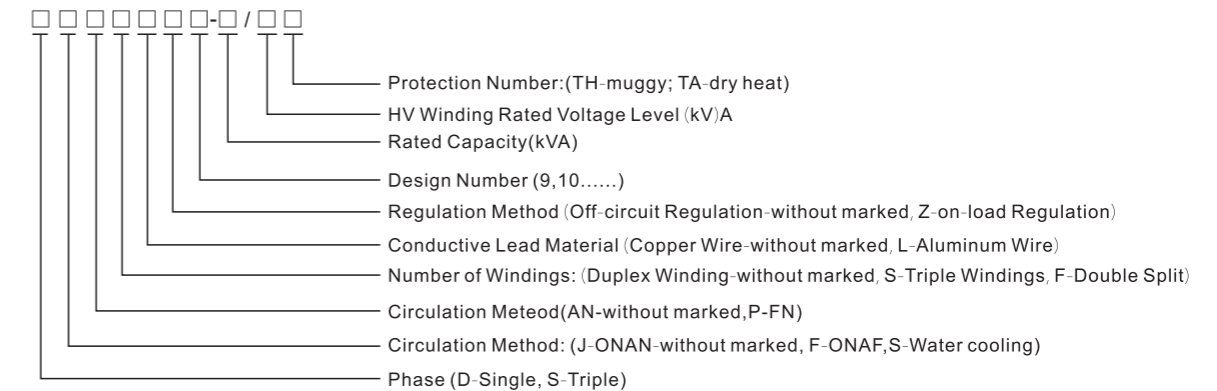 □□□□□□□-□/□□
Protection Number:(TH-muggy; TA-dry heat)
HV Winding Rated Voltage Level (kV)A
Rated Capacity(kVA)
Design Number (9,10......)
Regulation Method (Off-circuit Regulation-without marked, Z-on-load Regulation)
Conductive Lead Material (Copper Wire-without marked, L-Aluminum Wire)
Number of Windings: (Duplex Winding-without marked, S-Triple Windings, F-Double Split)
Circulation Meteod(AN-without marked,P-FN)
Circulation Method: (J-ONAN-without marked, F-ONAF,S-Water cooling)
Phase (D-Single, S-Triple)